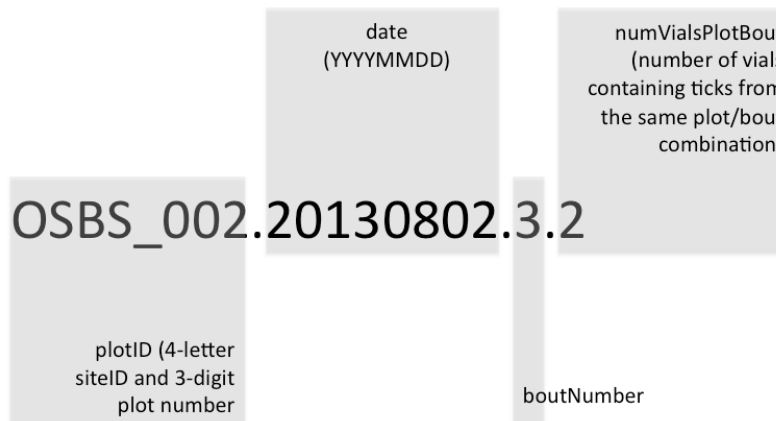 date
(YYYYMMDD)
numVialsPlotBou
(number of vials
containing ticks from
the same plot/bou
combination
OSBS_002.20130802.3.2
plotID (4-letter
siteID and 3-digit
plot number
boutNumber